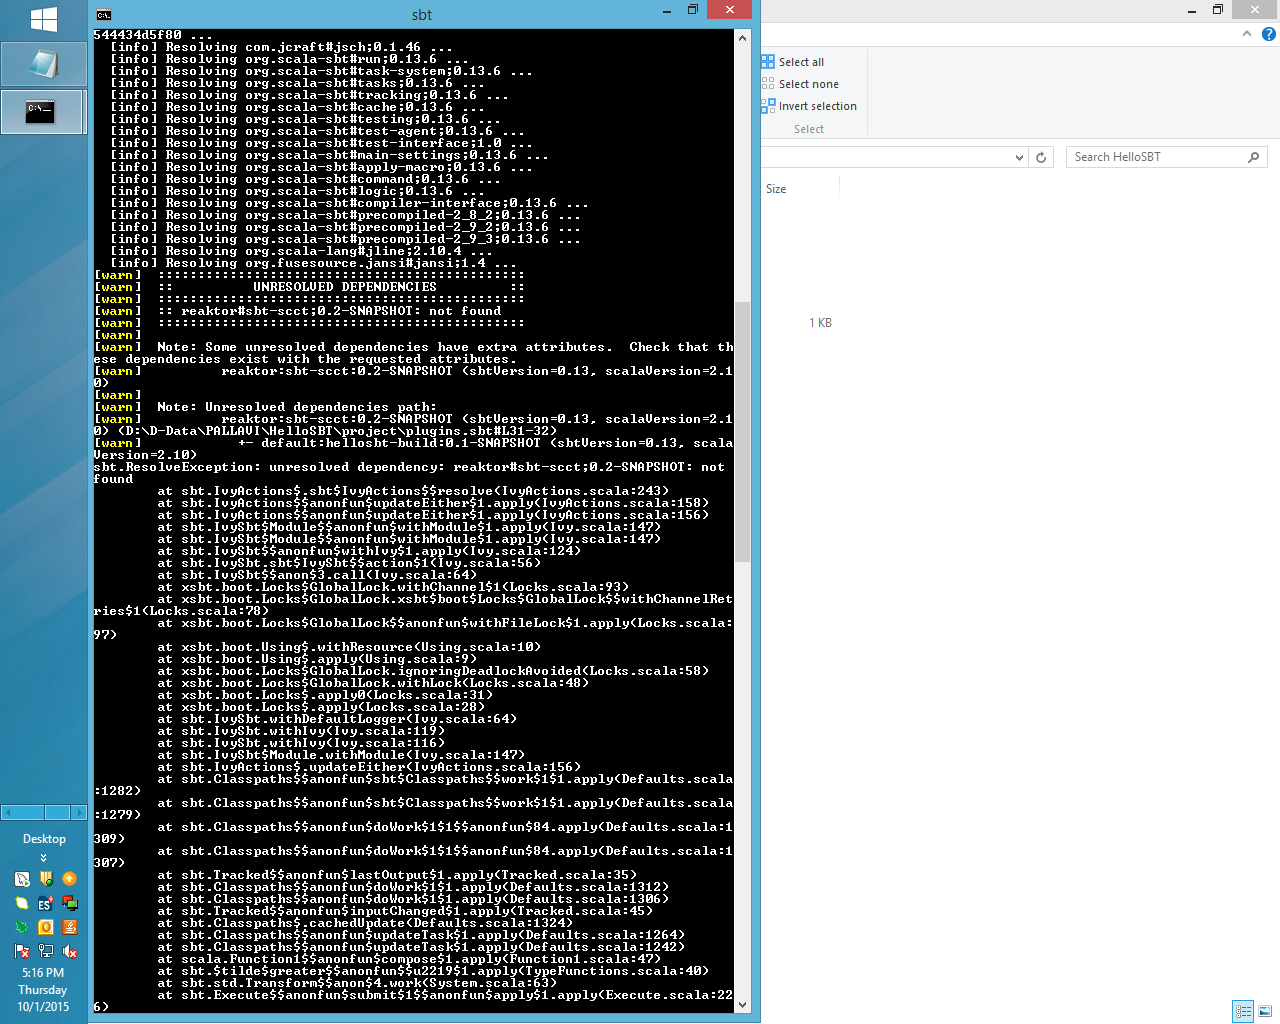 sbt
544434d5f80 ...
[info] Resolving com.jcraft#jsch;0.1.46 ...
[info] Resolving org.scala-sbt#run;0.13.6 ...
[info] Resolving org.scala-sbt#task-system;0.13.6 ...
[info] Resolving org.scala-sbt#tasks;0.13.6 ...
[info] Resolving org.scala-sbt#tracking;0.13.6 ...
[info] Resolving org.scala-sbt#cache;0.13.6 ...
[info] Resolving org.scala-sbt#testing;0.13.6 ...
[info] Resolving org.scala-sbt#test-agent;0.13.6 ...
[info] Resolving org.scala-sbt#test-interface;1.0 ...
[info] Resolving org.scala-sbt#main-settings;0.13.6 ...
[info] Resolving org.scala-sbt#apply-macro;0.13.6 ...
[info] Resolving org.scala-sbt#command;0.13.6 ...
[info] Resolving org.scala-sbt#logic;0.13.6 ...
[info] Resolving org.scala-sbt#compiler-interface;0.13.6 ...
[info] Resolving org.scala-sbt#precompiled-2_8_2;0.13.6 ...
[info] Resolving org.scala-sbt#precompiled-2_9_2;0.13.6 ...
[info] Resolving org.scala-sbt#precompiled-2_9_3;0.13.6 ...
[info] Resolving org.scala-lang#jline;2.10.4 ...
[info] Resolving org.fusesource.jansi#jansi;1.4 ...
[warn] ::::::::::::::::::::::::::::::::::::::::::::::
[warn] :: UNRESOLVED DEPENDENCIES ::
[warn] ::::::::::::::::::::::::::::::::::::::::::::::
[warn] :: reaktor#sbt-scct;0.2-SNAPSHOT: not found
[warn] ::::::::::::::::::::::::::::::::::::::::::::::
[warn]
[warn] Note: Some unresolved dependencies have extra attributes. Check that th
ese dependencies exist with the requested attributes.
[warn] reaktor:sbt-scct:0.2-SNAPSHOT (sbtVersion=0.13, scalaVersion=2.1
0)
[warn]
[warn] Note: Unresolved dependencies path:
[warn] reaktor:sbt-scct:0.2-SNAPSHOT (sbtVersion=0.13, scalaVersion=2.1
0) (D:\D-Data\PALLAVI\HelloSBT\project\plugins.sbt#L31-32)
[warn] +- default:hellosbt-build:0.1-SNAPSHOT (sbtVersion=0.13, scala
Version=2.10)
sbt.ResolveException: unresolved dependency: reaktor#sbt-scct;0.2-SNAPSHOT: not
found
at sbt.IvyActions$.sbt$IvyActions$$resolve(IvyActions.scala:243)
at sbt.IvyActions$$anonfun$updateEither$1.apply(IvyActions.scala:158)
at sbt.IvyActions$$anonfun$updateEither$1.apply(IvyActions.scala:156)
at sbt.IvySbt$Module$$anonfun$withModule$1.apply(Ivy.scala:147)
at sbt.IvySbt$Module$$anonfun$withModule$1.apply(Ivy.scala:147)
at sbt.IvySbt$$anonfun$withIvy$1.apply(Ivy.scala:124)
at sbt.IvySbt.sbt$IvySbt$$action$1(Ivy.scala:56)
at sbt.IvySbt$$anon$3.call(Ivy.scala:64)
at xsbt.boot.Locks$GlobalLock.withChannel$1(Locks.scala:93)
at xsbt.boot.Locks$GlobalLock.xsbt$boot$Locks$GlobalLock$$withChannelRet
ries$1(Locks.scala:78)
at xsbt.boot.Locks$GlobalLock$$anonfun$withFileLock$1.apply(Locks.scala:
97)
at xsbt.boot.Using$.withResource(Using.scala:10)
at xsbt.boot.Using$.apply(Using.scala:9)
at xsbt.boot.Locks$GlobalLock.ignoringDeadlockAvoided(Locks.scala:58)
at xsbt.boot.Locks$GlobalLock.withLock(Locks.scala:48)
at xsbt.boot.Locks$.apply0(Locks.scala:31)
at xsbt.boot.Locks$.apply(Locks.scala:28)
at sbt.IvySbt.withDefaultLogger(Ivy.scala:64)
at sbt.IvySbt.withIvy(Ivy.scala:119)
at sbt.IvySbt.withIvy(Ivy.scala:116)
at sbt.IvySbt$Module.withModule(Ivy.scala:147)
at sbt.IvyActions$.updateEither(IvyActions.scala:156)
at sbt.Classpaths$$anonfun$sbt$Classpaths$$work$1$1.apply(Defaults.scala
:1282)
at sbt.Classpaths$$anonfun$sbt$Classpaths$$work$1$1.apply(Defaults.scala
:1279)
at sbt.Classpaths$$anonfun$doWork$1$1$$anonfun$84.apply(Defaults.scala:1
309)
at sbt.Classpaths$$anonfun$doWork$1$1$$anonfun$84.apply(Defaults.scala:1
307)
at sbt.Tracked$$anonfun$lastOutput$1.apply(Tracked.scala:35)
at sbt.Classpaths$$anonfun$doWork$1$1.apply(Defaults.scala:1312)
at sbt.Classpaths$$anonfun$doWork$1$1.apply(Defaults.scala:1306)
at sbt.Tracked$$anonfun$inputChanged$1.apply(Tracked.scala:45)
at sbt.Classpaths$.cachedUpdate(Defaults.scala:1324)
at sbt.Classpaths$$anonfun$updateTask$1.apply(Defaults.scala:1264)
at sbt.Classpaths$$anonfun$updateTask$1.apply(Defaults.scala:1242)
at scala.Function1$$anonfun$compose$1.apply(Function1.scala:47)
at sbt.$tilde$greater$$anonfun$$u2219$1.apply(TypeFunctions.scala:40)
at sbt.std.Transform$$anon$4.work(System.scala:63)
at sbt.Execute$$anonfun$submit$1$$anonfun$apply$1.apply(Execute.scala:22
6)
Select all
Select none
Invert selection
Select
Search HelloSBT
Size
1 KB
Desktop
5:16 PM
Thursday
10/1/2015